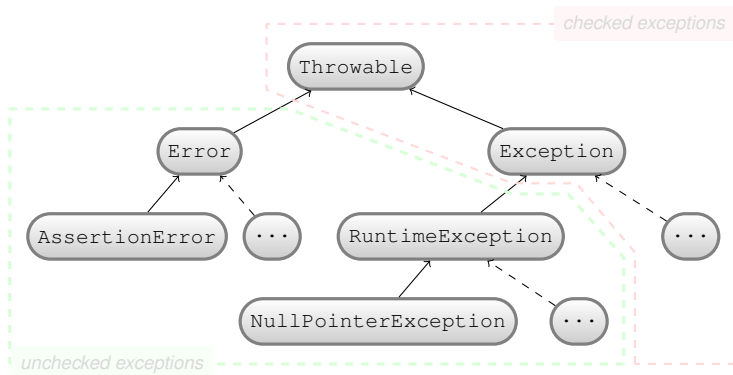 checked exceptions
Throwable
Error
Exception
AssertionError
...
RuntimeException
...
NullPointerException
...
unchecked exceptions